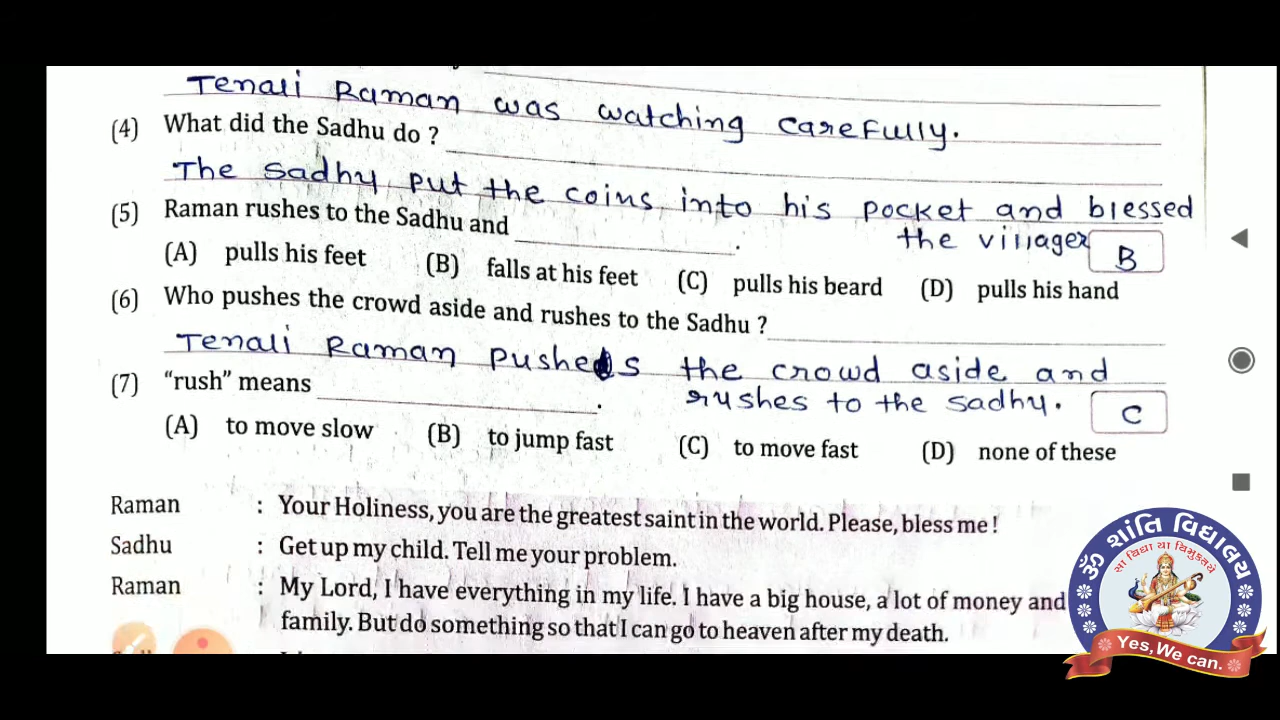 Tenali Raman was watching carefully.
(4) What did the Sadhu do ?
The sadhu put the coins into his pocket and blessed
the villager
(5) Raman rushes to the Sadhu and ________.
B
(A) pulls his feet (B) falls at his feet (C) pulls his beard (D) pulls his hand
(6) Who pushes the crowd aside and rushes to the Sadhu ?
Tenali Raman pushes the crowd aside and
rushes to the sadhu.
(7) “rush” means ________.
C
(A) to move slow (B) to jump fast (C) to move fast (D) none of these
Raman : Your Holiness, you are the greatest saint in the world. Please, bless me !
Sadhu : Get up my child. Tell me your problem.
Raman : My Lord, I have everything in my life. I have a big house, a lot of money and
family. But do something so that I can go to heaven after my death.
ૐ શાંતિ વિદ્યાલય
સા વિદ્યા યા વિમુક્તયે
Yes, We can.